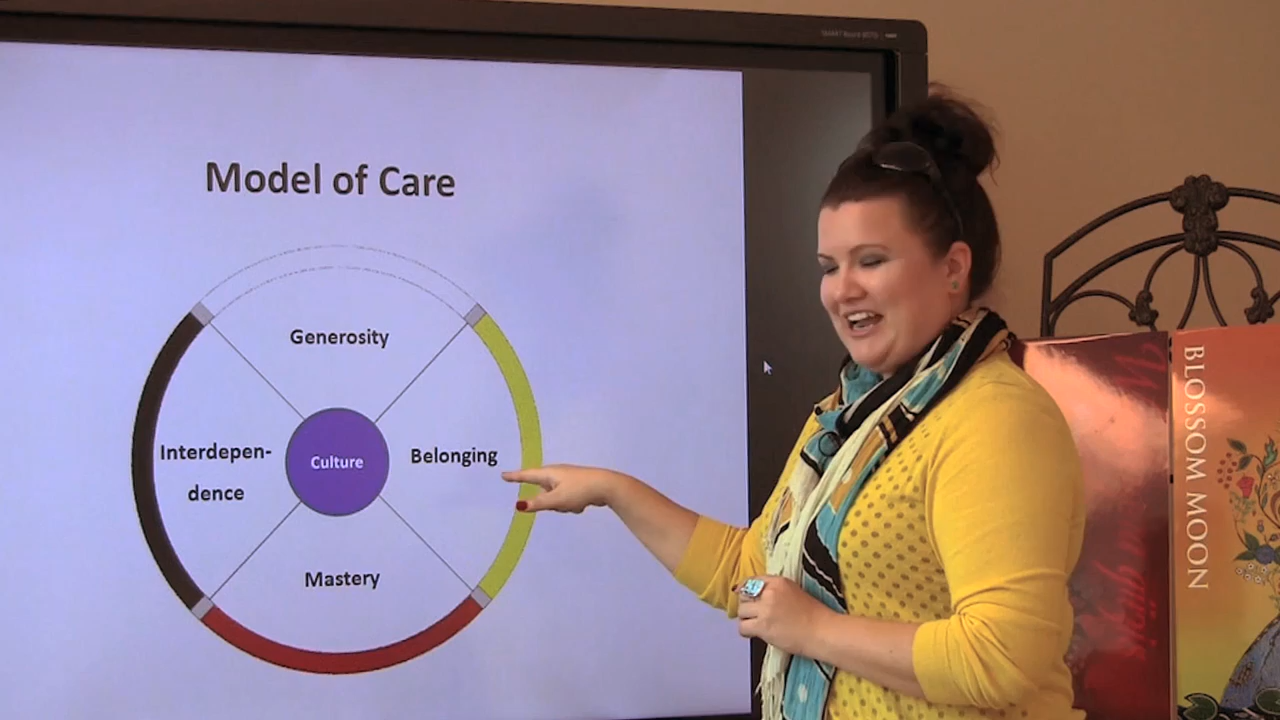 Model of Care
Generosity
Interdepen-
dence
Culture
Belonging
Mastery
BLOSSOM MOON